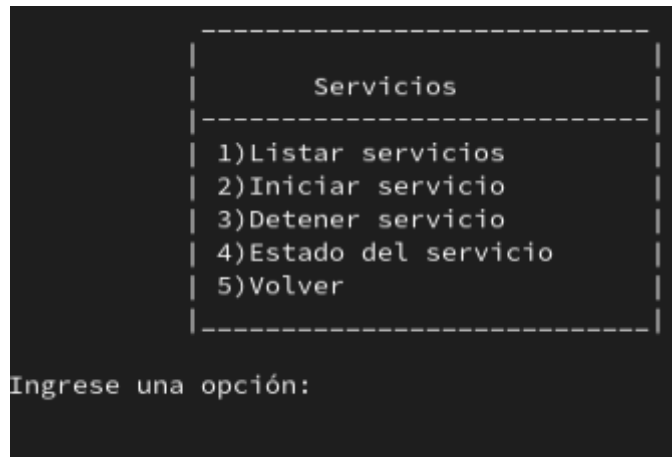 Servicios
1)Listar servicios
2)Iniciar servicio
3)Detener servicio
4)Estado del servicio
5)Volver
Ingrese una opción: